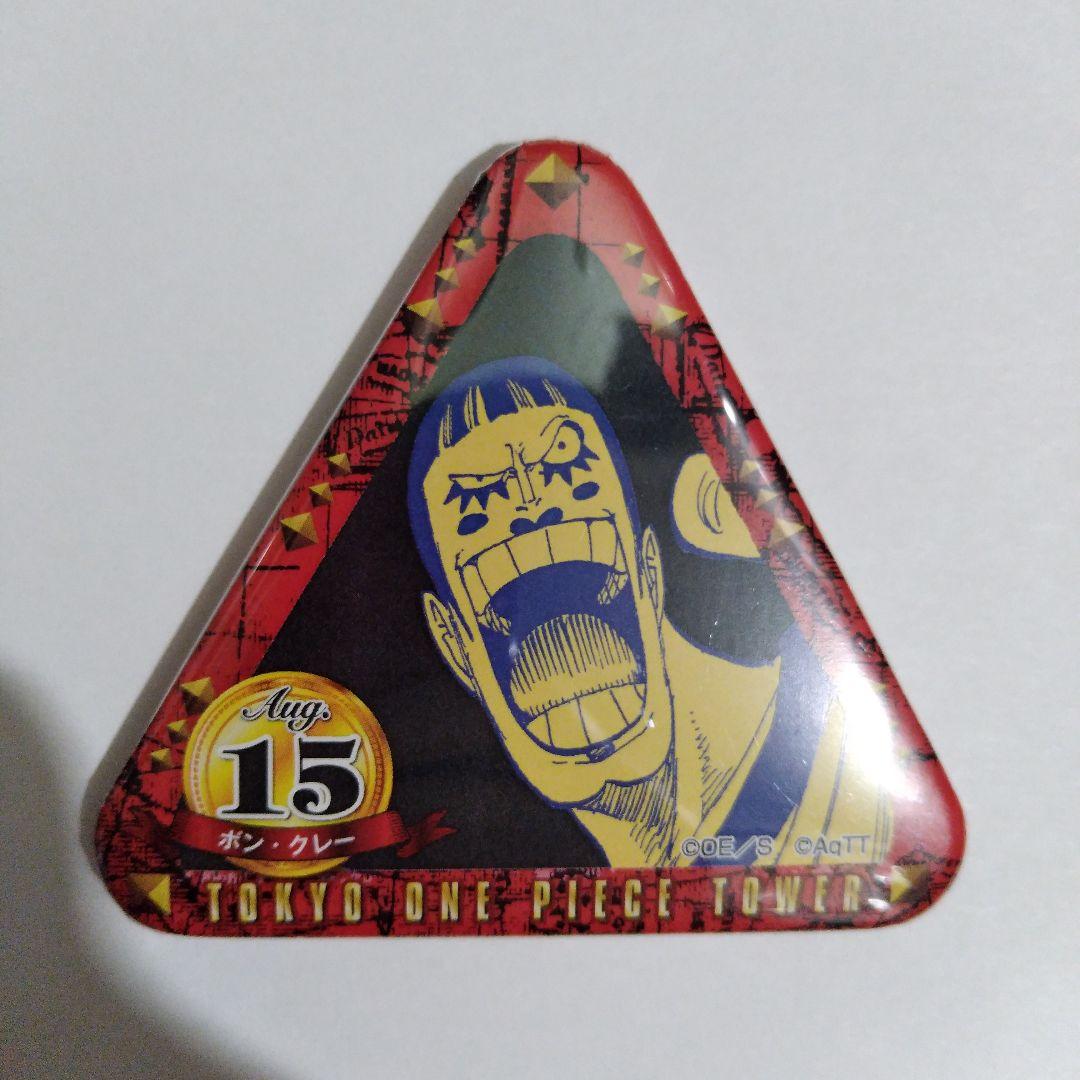 Aug.
15
ボン・クレー
©OE/S ©AqTT
TOKYO ONE PIECE TOWER